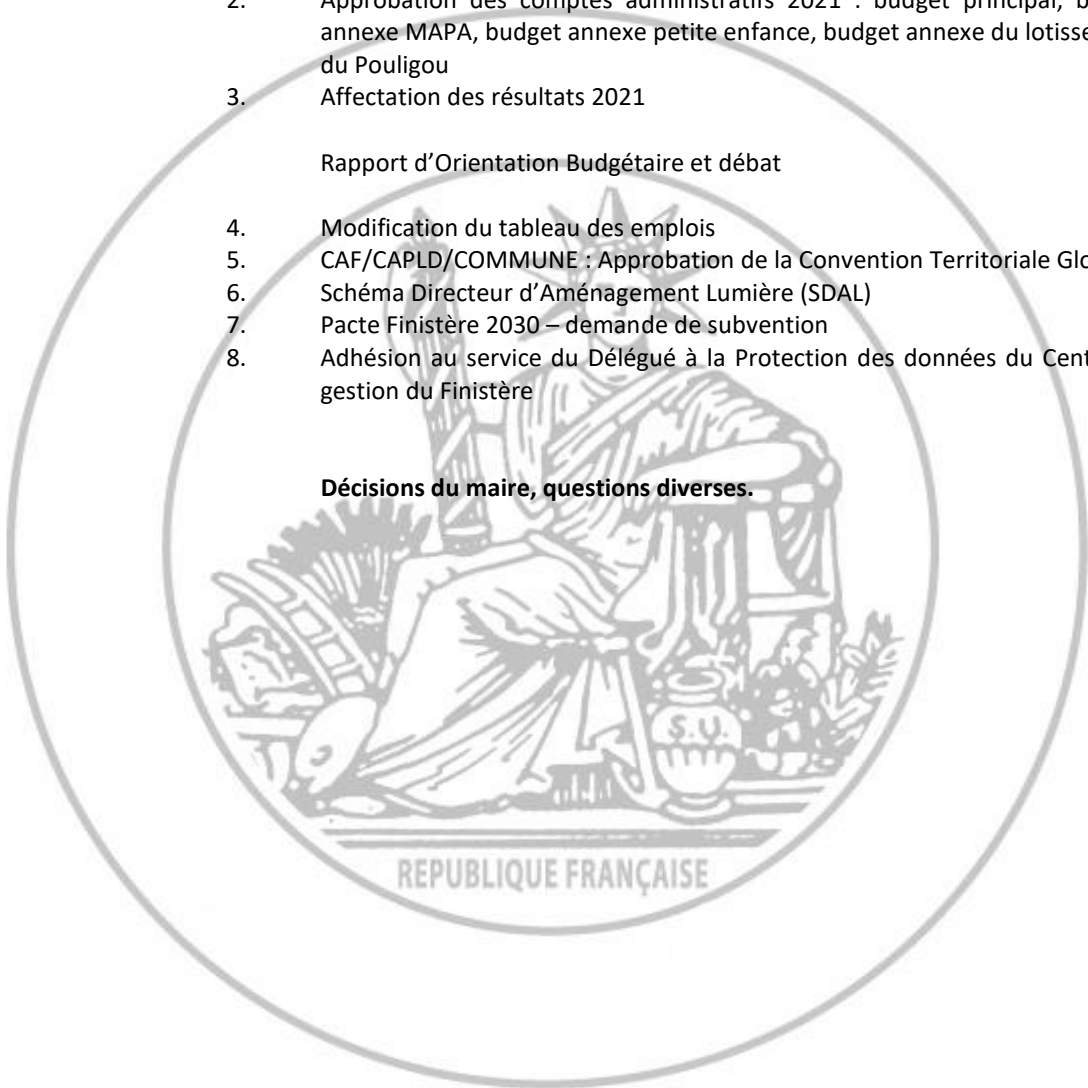 2. Approbation des comptes administratifs 2021 : budget principal, b
annexe MAPA, budget annexe petite enfance, budget annexe du lotisse
du Pouligou
3. Affectation des résultats 2021
Rapport d’Orientation Budgétaire et débat
4. Modification du tableau des emplois
5. CAF/CAPLD/COMMUNE : Approbation de la Convention Territoriale Glo
6. Schéma Directeur d’Aménagement Lumière (SDAL)
7. Pacte Finistère 2030 – demande de subvention
8. Adhésion au service du Délégué à la Protection des données du Cent
gestion du Finistère
Décisions du maire, questions diverses.
S.U.
REPUBLIQUE FRANÇAISE